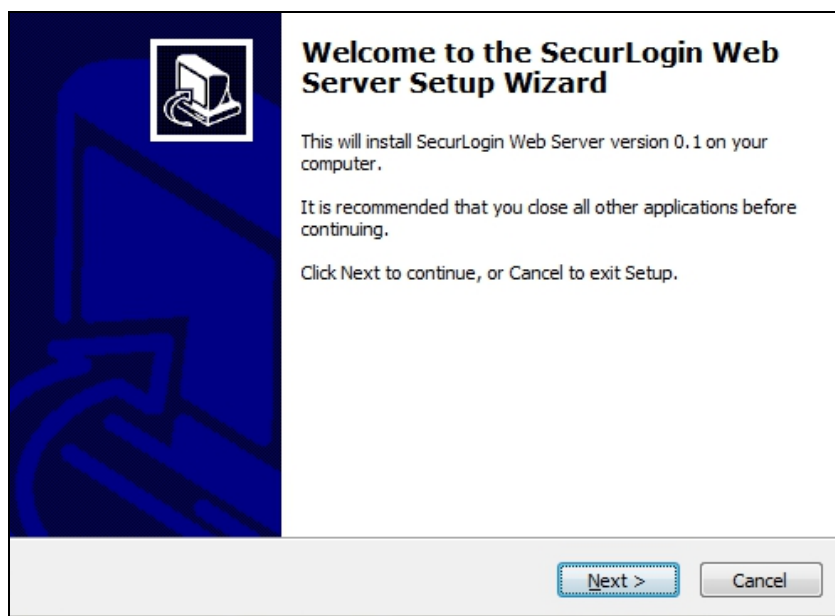 Welcome to the SecurLogin Web
Server Setup Wizard
This will install SecurLogin Web Server version 0.1 on your
computer.
It is recommended that you close all other applications before
continuing.
Click Next to continue, or Cancel to exit Setup.
Next > Cancel